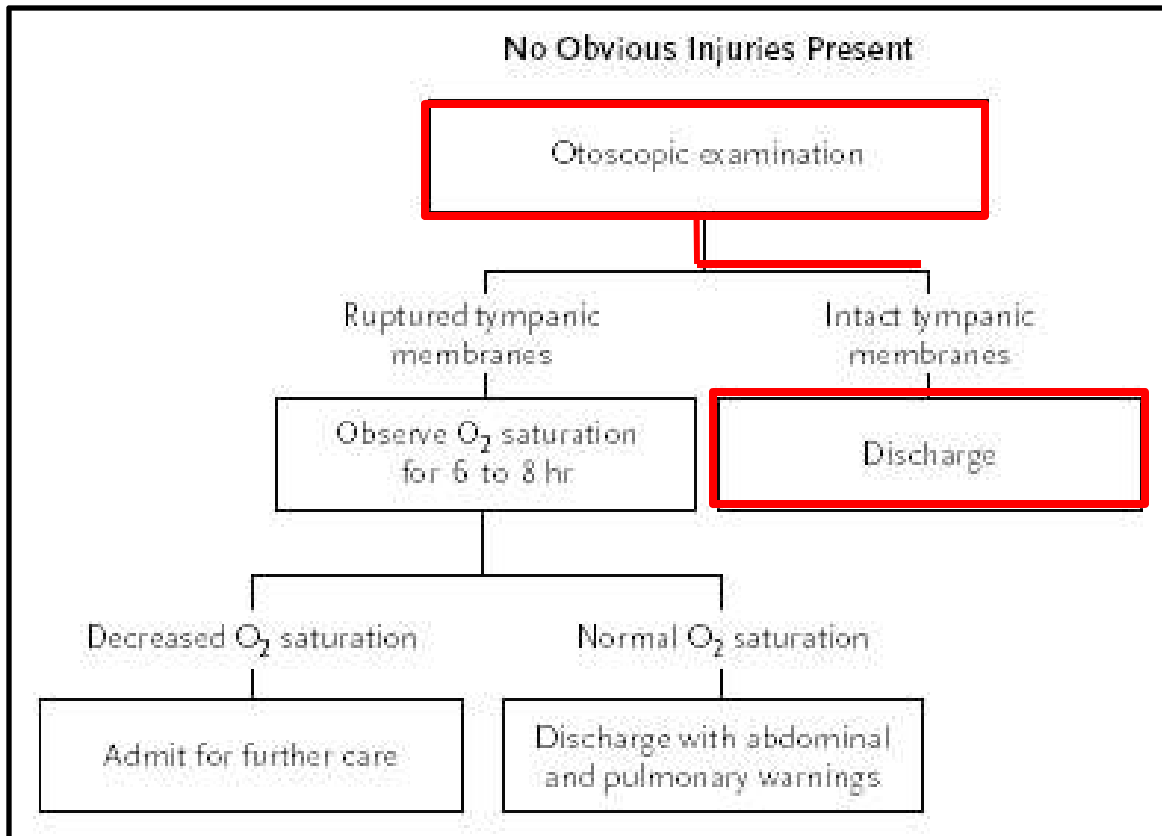 No Obvious Injuries Present
Otoscopic examination
Ruptured tympanic
membranes
Intact tympanic
membranes
Observe O₂ saturation
for 6 to 8 hr
Discharge
Decreased O₂ saturation
Normal O₂ saturation
Admit for further care
Discharge with abdominal
and pulmonary warnings